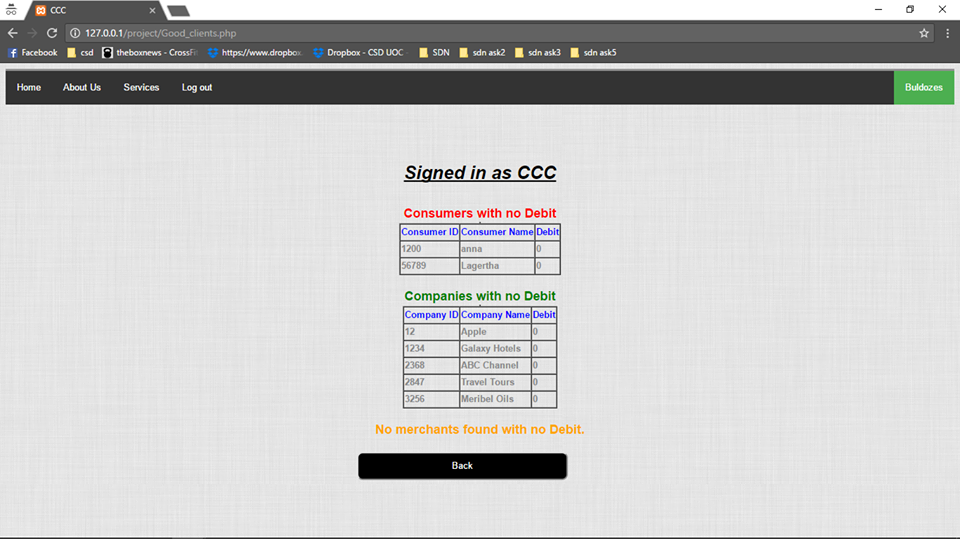 CCC
127.0.0.1/project/Good_clients.php
Facebook csd theboxnews - CrossFi https://www.dropbox. Dropbox - CSD UOC - SDN sdn ask2 sdn ask3 sdn ask5
Home About Us Services Log out Buldozes
Signed in as CCC
Consumers with no Debit
Consumer ID Consumer Name Debit
1200 anna 0
56789 Lagertha 0
Companies with no Debit
Company ID Company Name Debit
12 Apple 0
1234 Galaxy Hotels 0
2368 ABC Channel 0
2847 Travel Tours 0
3256 Meribel Oils 0
No merchants found with no Debit.
Back